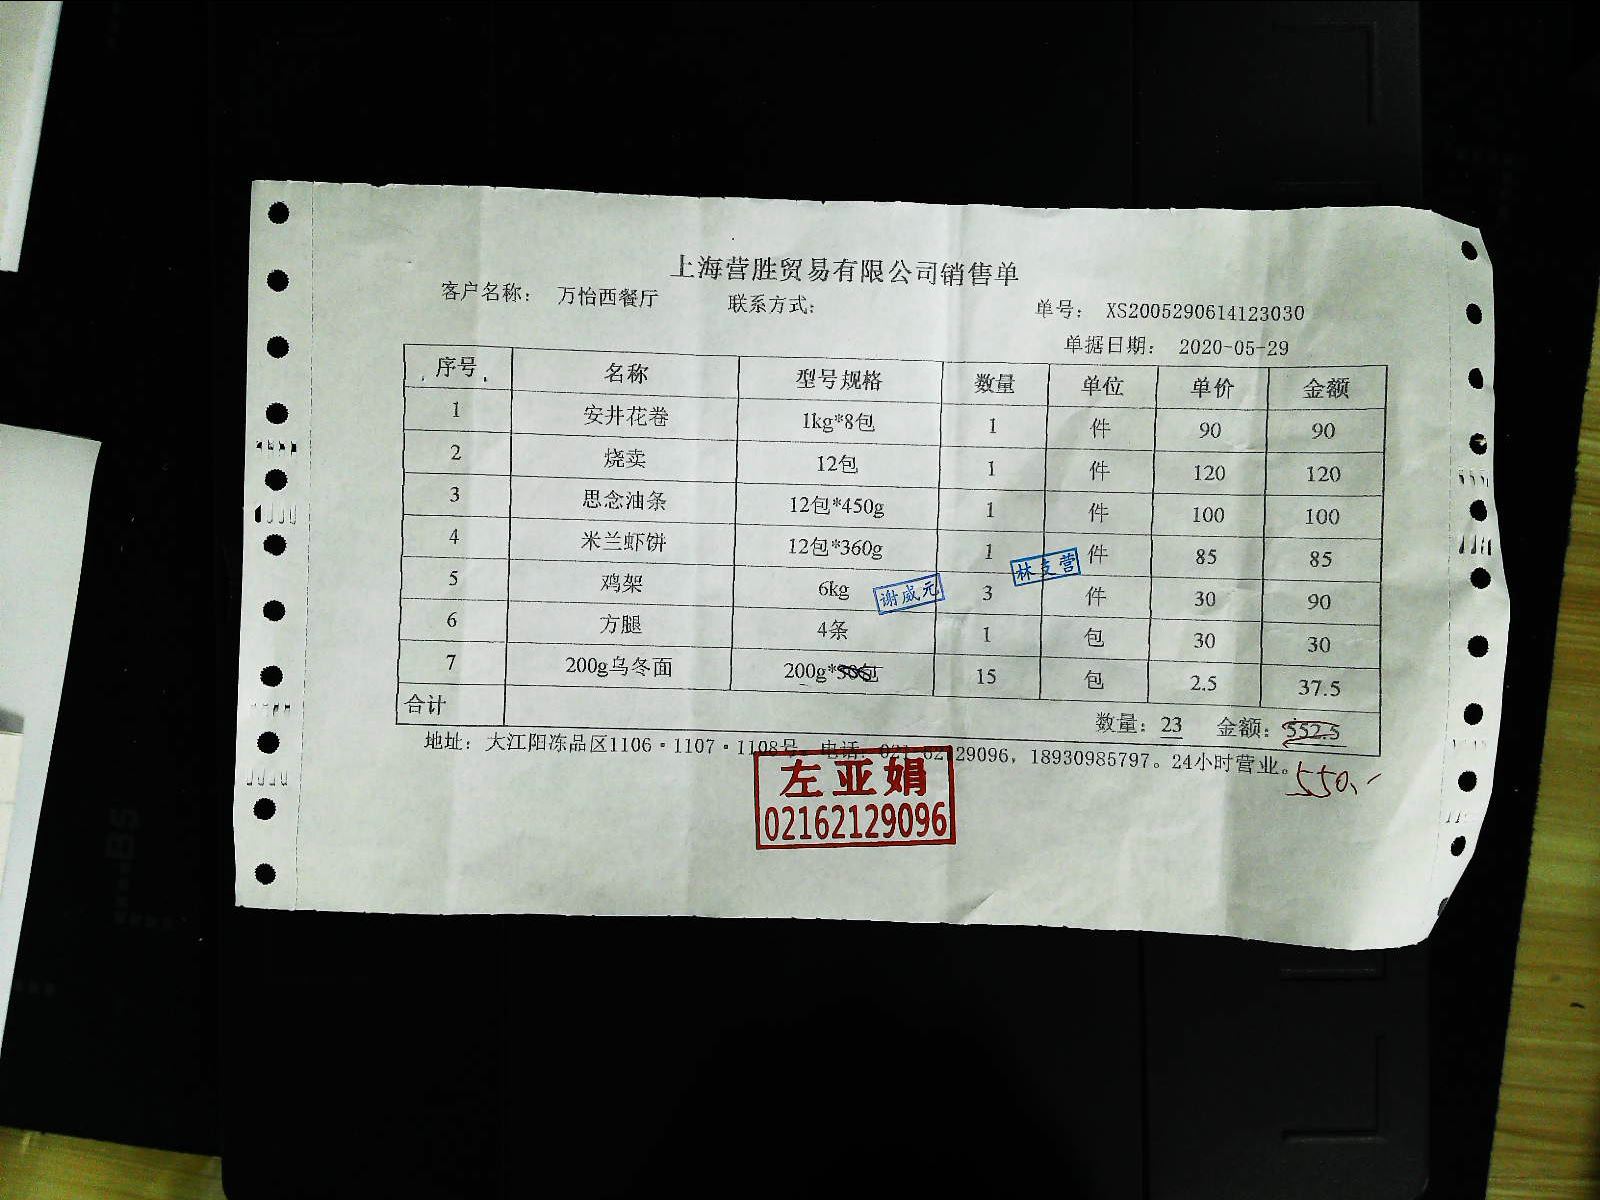 上海营胜贸易有限公司销售单
客户名称： 万怡西餐厅 联系方式： 单号： XS2005290614123030
单据日期： 2020-05-29
序号 名称 型号规格 数量 单位 单价 金额
1 安井花卷 1kg*8包 1 件 90 90
2 烧卖 12包 1 件 120 120
3 思念油条 12包*450g 1 件 100 100
4 米兰虾饼 12包*360g 1 件 85 85
5 鸡架 6kg 3 件 30 90
6 方腿 4条 1 包 30 30
7 200g乌冬面 200g*30包 15 包 2.5 37.5
谢威元
林支营
合计 数量：23 金额：552.5
地址：大江阳冻品区1106·1107·1108号。电话：021-62129096，18930985797。24小时营业。
550.
左亚娟
02162129096